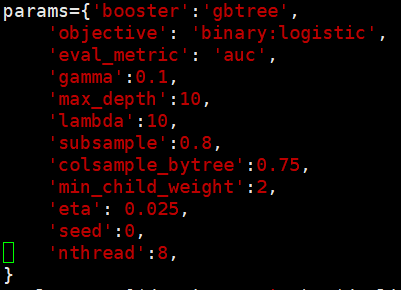 params={'booster':'gbtree',
    'objective': 'binary:logistic',
    'eval_metric': 'auc',
    'gamma':0.1,
    'max_depth':10,
    'lambda':10,
    'subsample':0.8,
    'colsample_bytree':0.75,
    'min_child_weight':2,
    'eta': 0.025,
    'seed':0,
    'nthread':8,
}